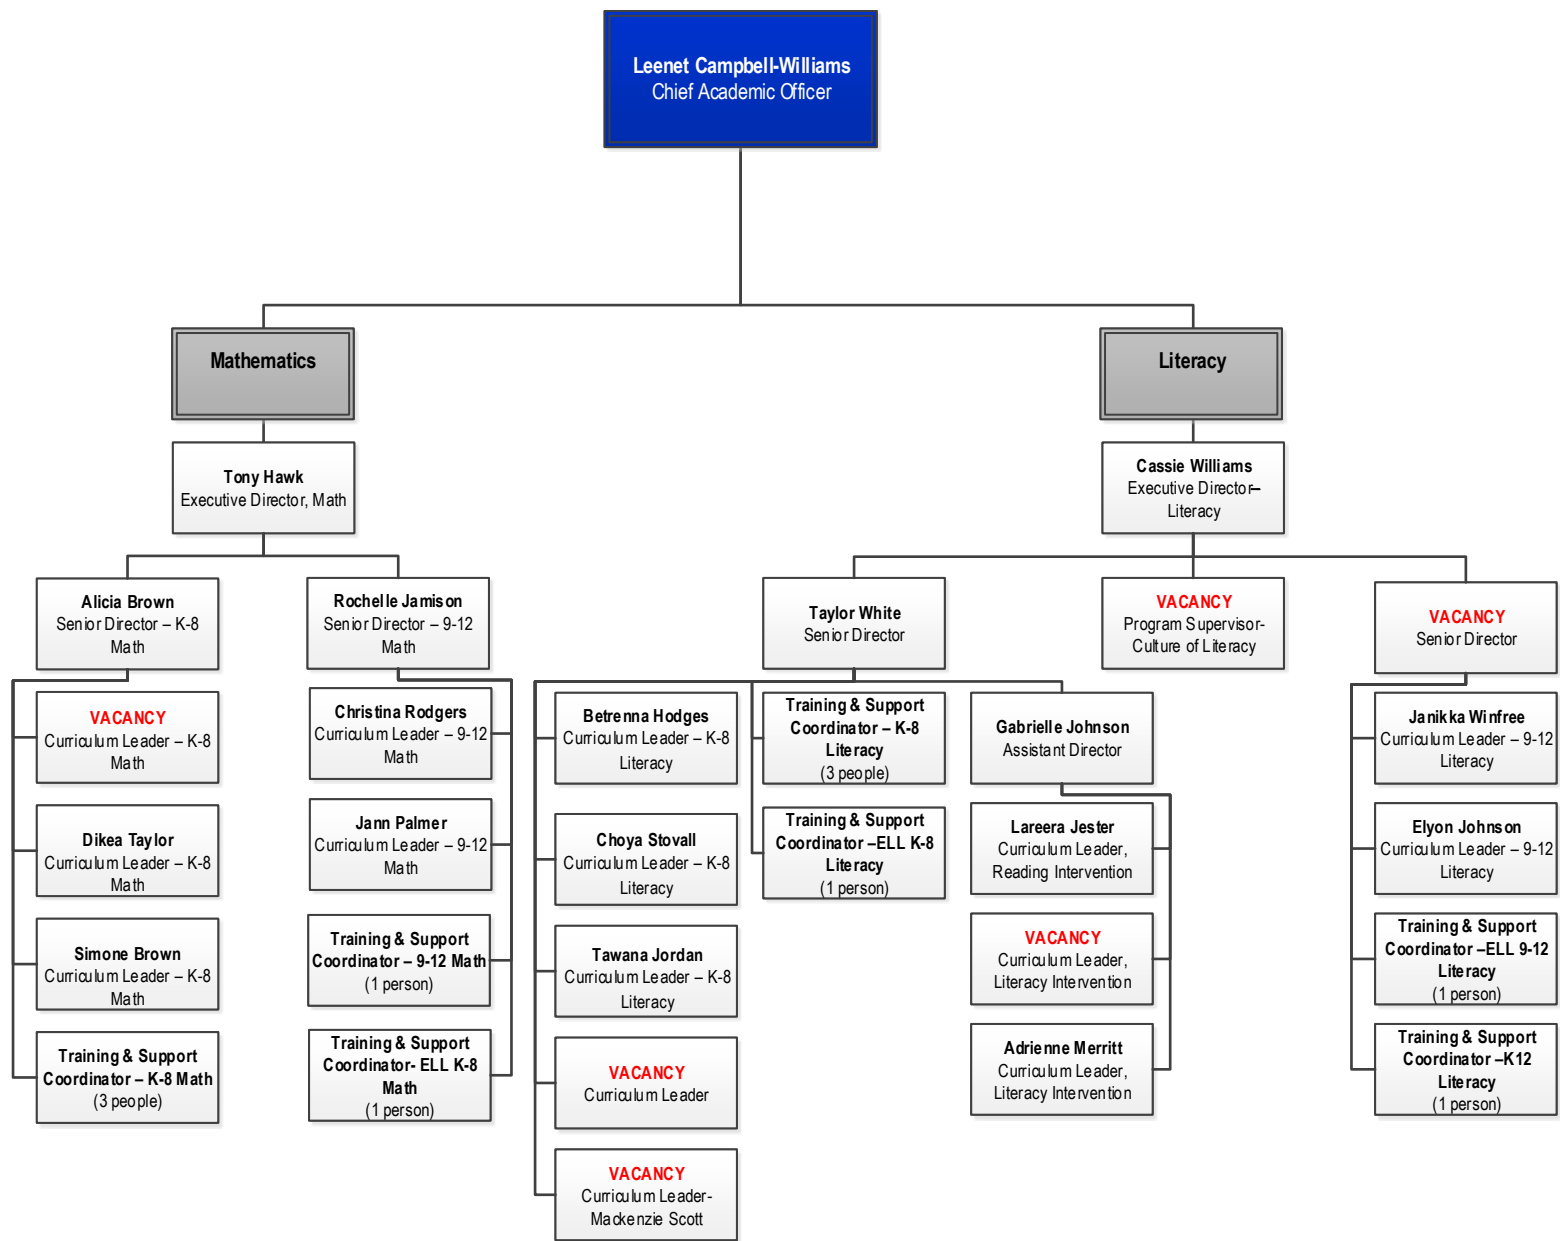 Leenet Campbell-Williams
Chief Academic Officer
Mathematics
Literacy
Tony Hawk
Executive Director, Math
Cassie Williams
Executive Director–
Literacy
Alicia Brown
Senior Director – K-8
Math
Rochelle Jamison
Senior Director – 9-12
Math
Taylor White
Senior Director
VACANCY
Program Supervisor-
Culture of Literacy
VACANCY
Senior Director
VACANCY
Curriculum Leader – K-8
Math
Dikea Taylor
Curriculum Leader – K-8
Math
Simone Brown
Curriculum Leader – K-8
Math
Training & Support
Coordinator – K-8 Math
(3 people)
Christina Rodgers
Curriculum Leader – 9-12
Math
Jann Palmer
Curriculum Leader – 9-12
Math
Training & Support
Coordinator – 9-12 Math
(1 person)
Training & Support
Coordinator- ELL K-8
Math
(1 person)
Betrenna Hodges
Curriculum Leader – K-8
Literacy
Choya Stovall
Curriculum Leader – K-8
Literacy
Tawana Jordan
Curriculum Leader – K-8
Literacy
VACANCY
Curriculum Leader
VACANCY
Curriculum Leader-
Mackenzie Scott
Training & Support
Coordinator – K-8
Literacy
(3 people)
Training & Support
Coordinator –ELL K-8
Literacy
(1 person)
Gabrielle Johnson
Assistant Director
Lareera Jester
Curriculum Leader,
Reading Intervention
VACANCY
Curriculum Leader,
Literacy Intervention
Adrienne Merritt
Curriculum Leader,
Literacy Intervention
Janikka Winfree
Curriculum Leader – 9-12
Literacy
Elyon Johnson
Curriculum Leader – 9-12
Literacy
Training & Support
Coordinator –ELL 9-12
Literacy
(1 person)
Training & Support
Coordinator –K12
Literacy
(1 person)